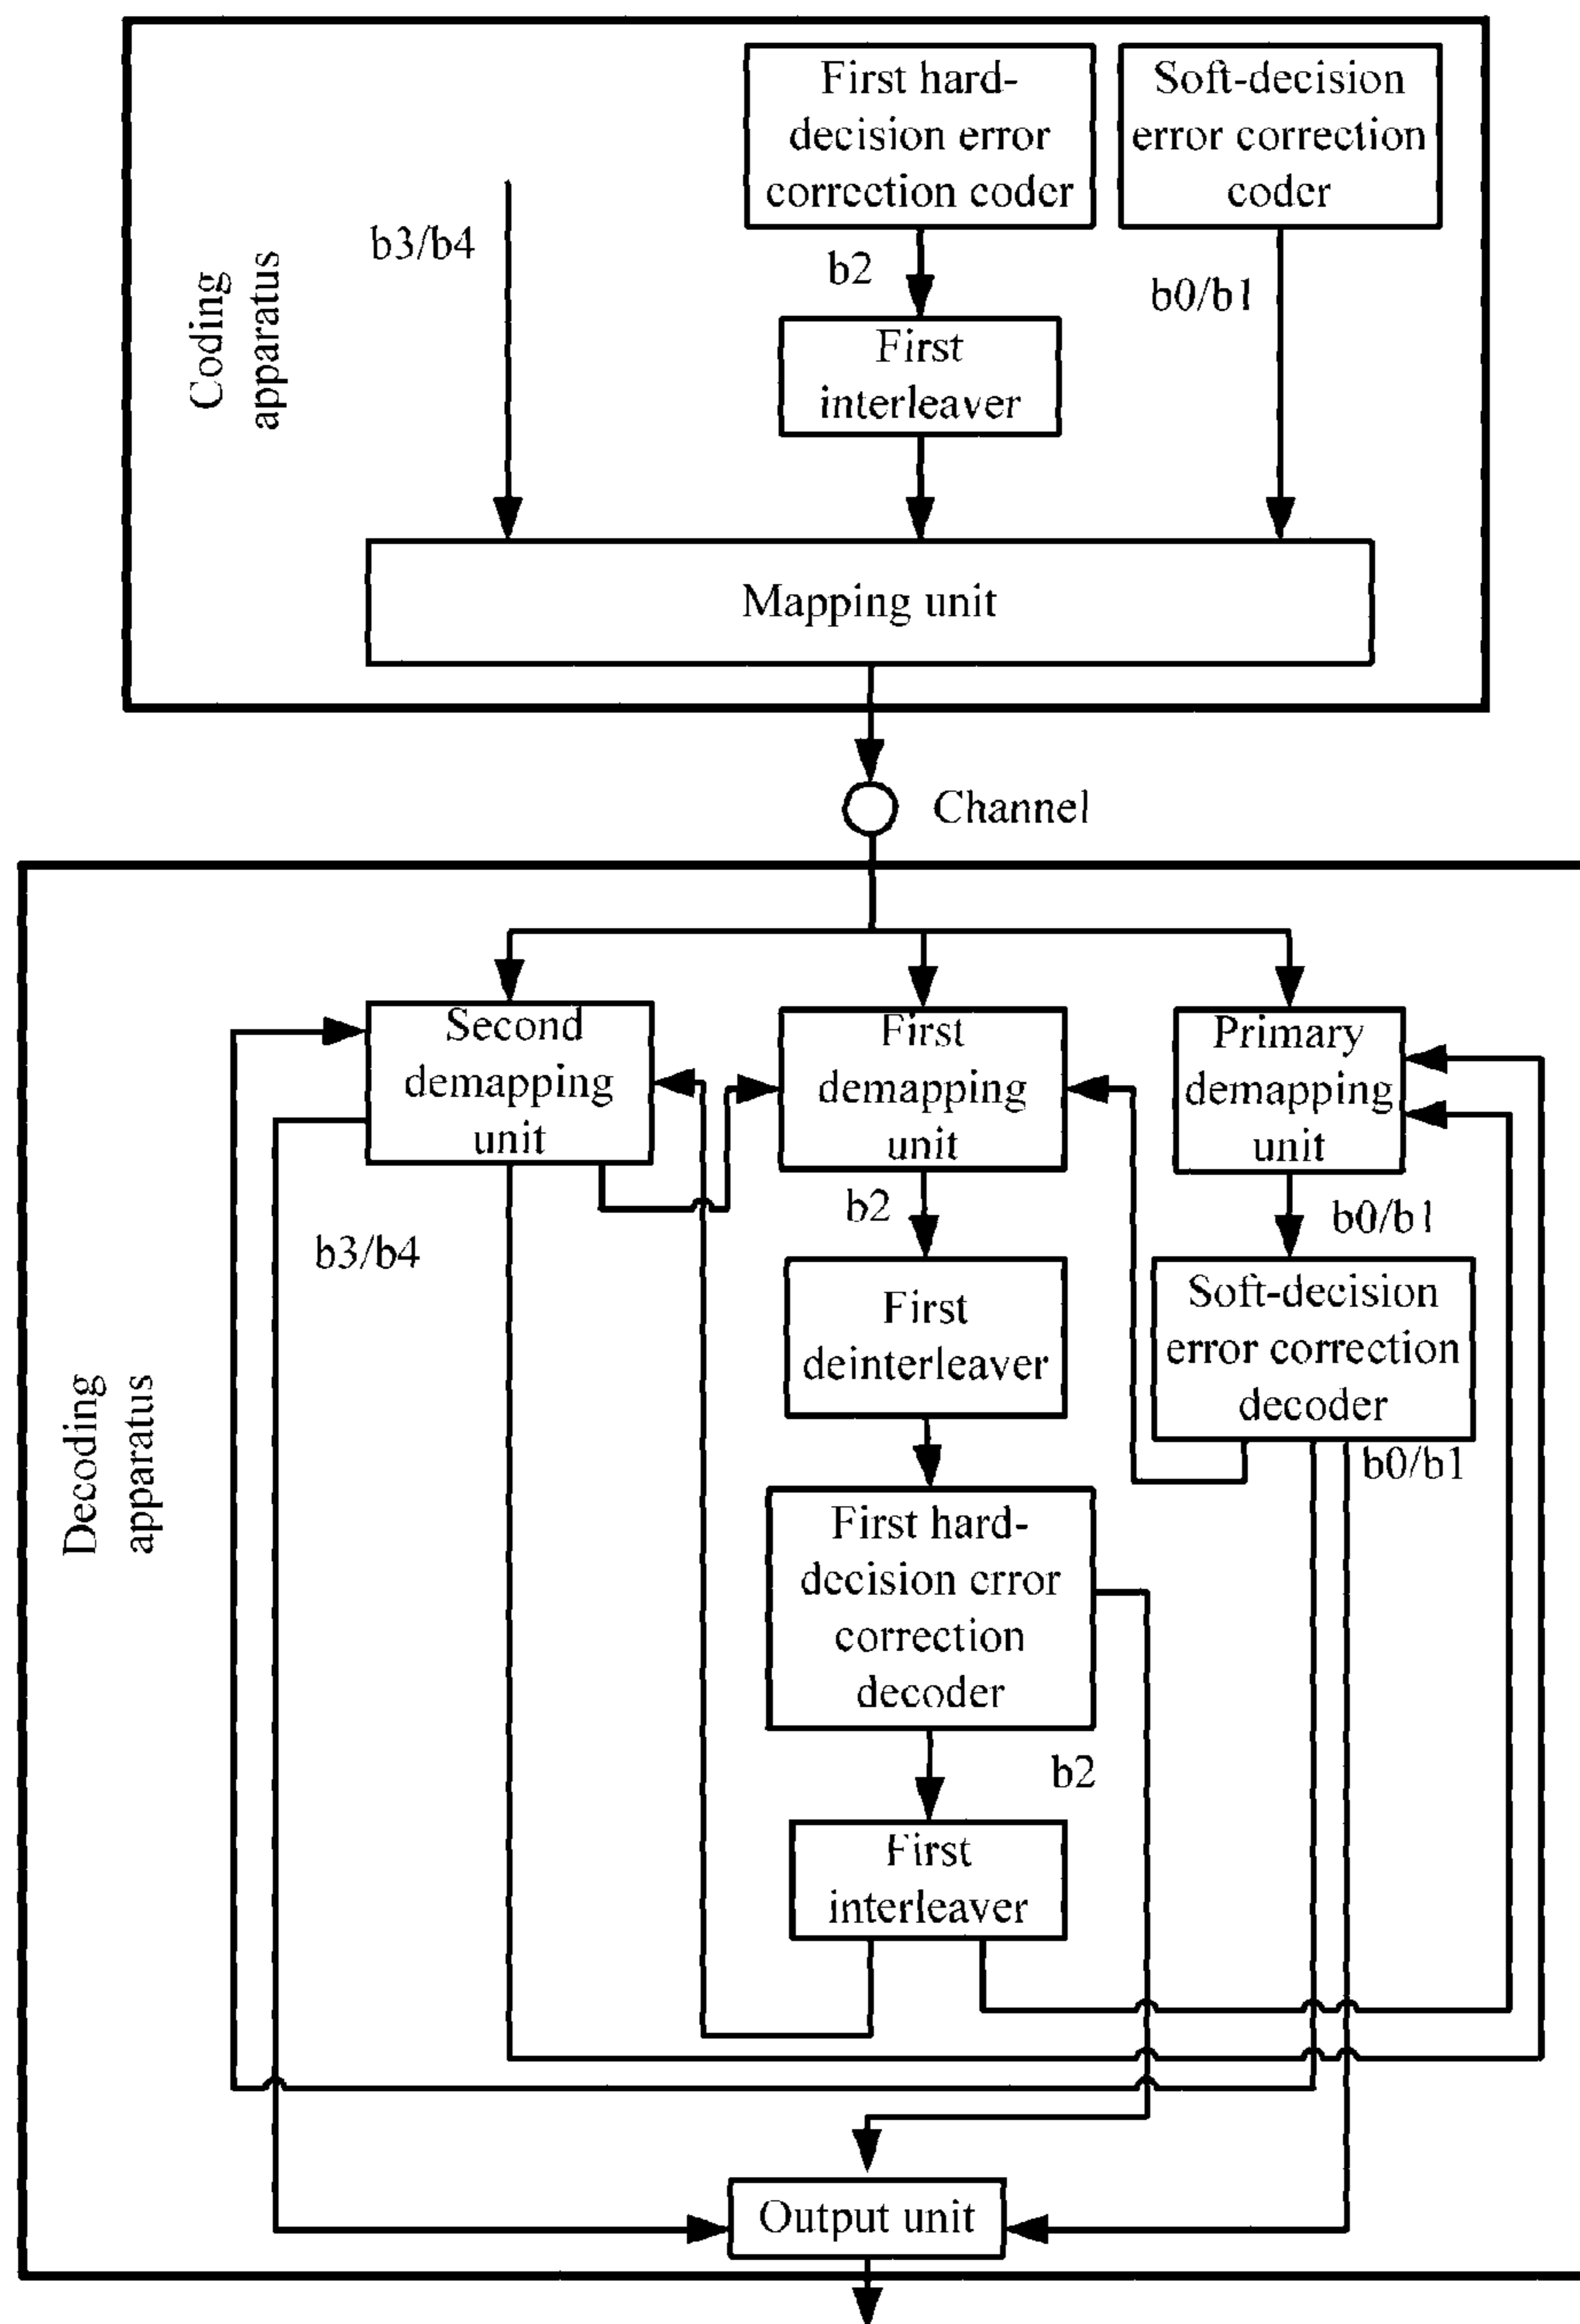 First hard-
decision error
correction coder
Soft-decision
error correction
coder
b3/b4
b2
b0/b1
Coding
apparatus
First
interleaver
Mapping unit
Channel
Second
demapping
unit
First
demapping
unit
Primary
demapping
unit
b2
b0/b1
b3/b4
First
deinterleaver
Soft-decision
error correction
decoder
b0/b1
Decoding
apparatus
First hard-
decision error
correction
decoder
b2
First
interleaver
Output unit